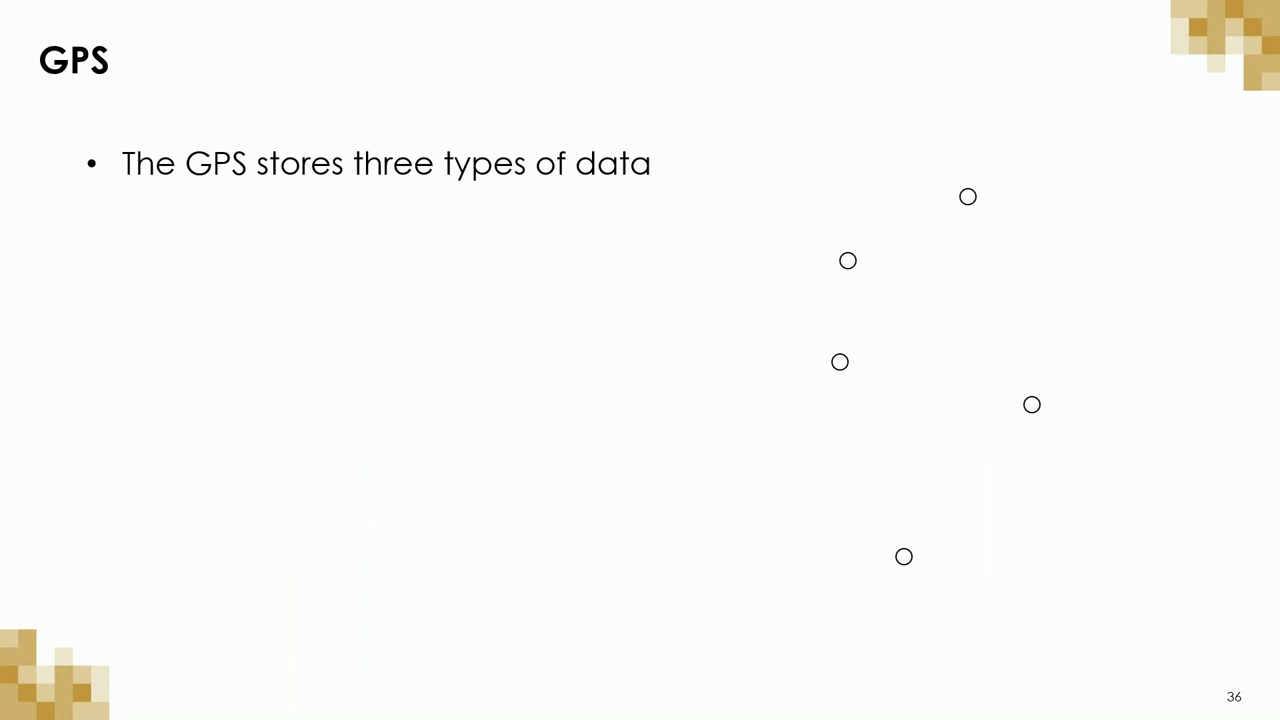 GPS
• The GPS stores three types of data
36